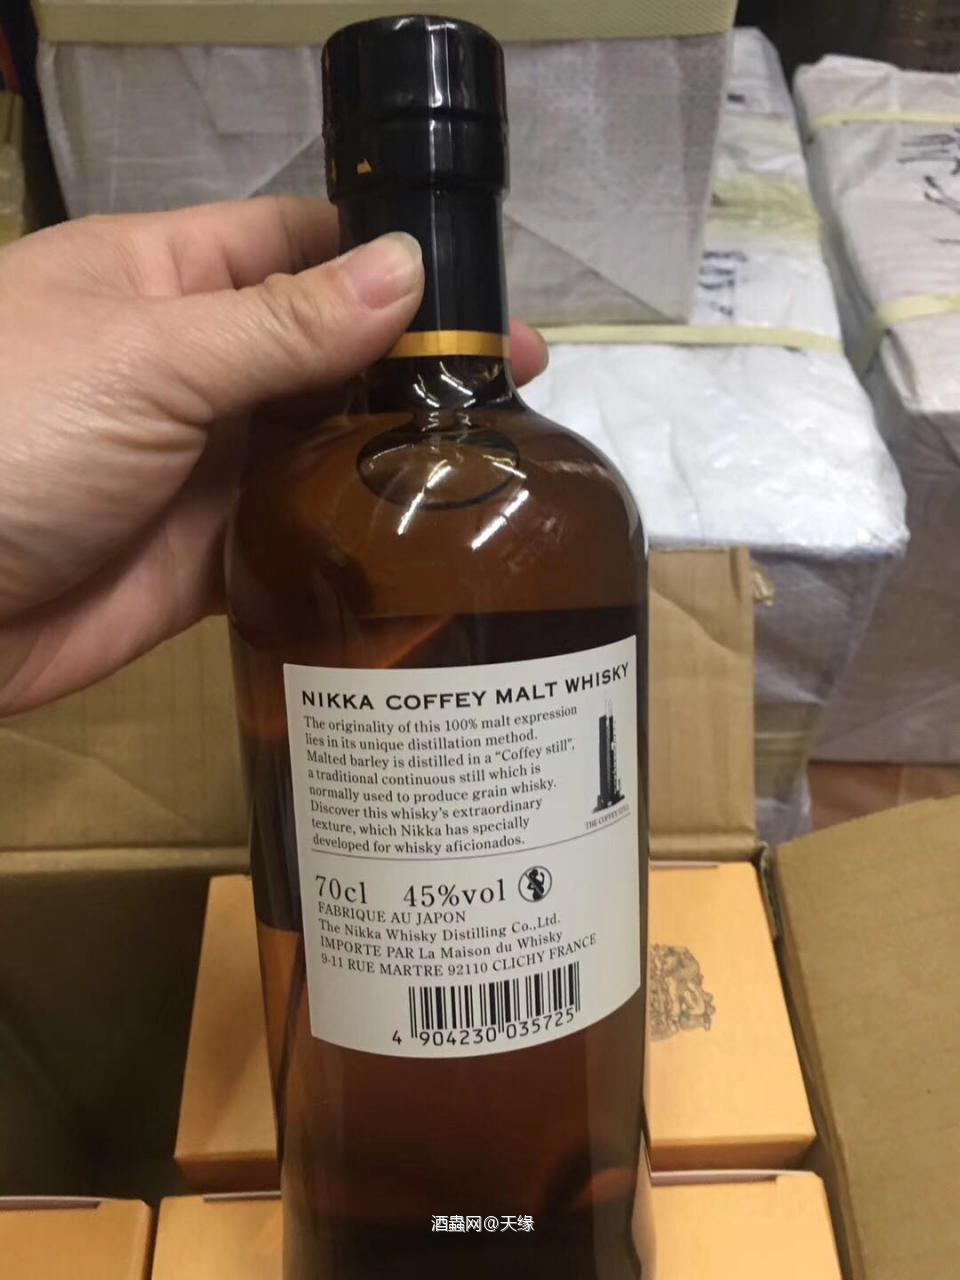 NIKKA COFFEY MALT WHISKY
The originality of this 100% malt expression
lies in its unique distillation method.
Malted barley is distilled in a "Coffey still",
a traditional continuous still which is
normally used to produce grain whisky.
Discover this whisky's extraordinary
texture, which Nikka has specially
developed for whisky aficionados.
THE COFFEY STILL
70cl 45%vol
FABRIQUE AU JAPON
The Nikka Whisky Distilling Co.,Ltd.
IMPORTE PAR La Maison du Whisky
9-11 RUE MARTRE 92110 CLICHY FRANCE
4 904230 035725
酒蟲网@天缘